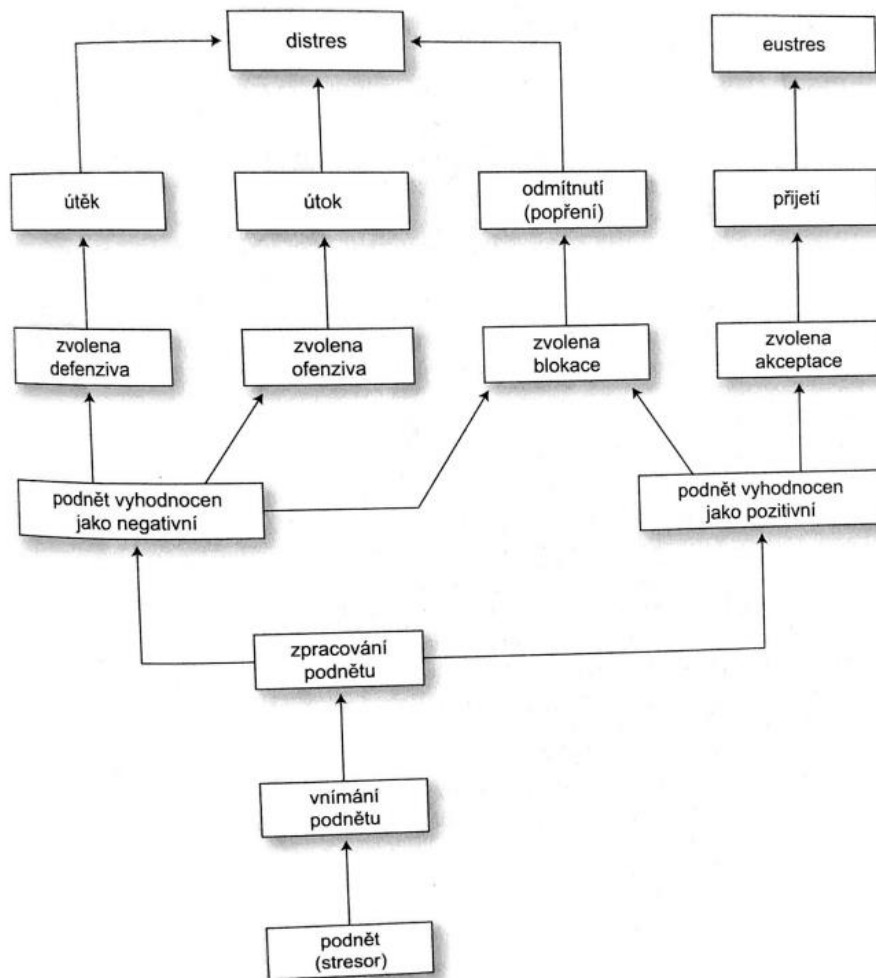 distres
eustres
útěk
útok
odmítnutí
(popření)
přijetí
zvolena
defenziva
zvolena
ofenziva
zvolena
blokace
zvolena
akceptace
podnět vyhodnocen
jako negativní
podnět vyhodnocen
jako pozitivní
zpracování
podnětu
vnímání
podnětu
podnět
(stresor)